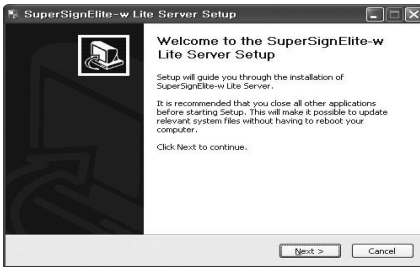 SuperSignElite-w Lite Server Setup
Welcome to the SuperSignElite-w
Lite Server Setup
Setup will guide you through the installation of
SuperSignElite-w Lite Server.
It is recommended that you close all other applications
before starting Setup. This will make it possible to update
relevant system files without having to reboot your
computer.
Click Next to continue.
Next >
Cancel